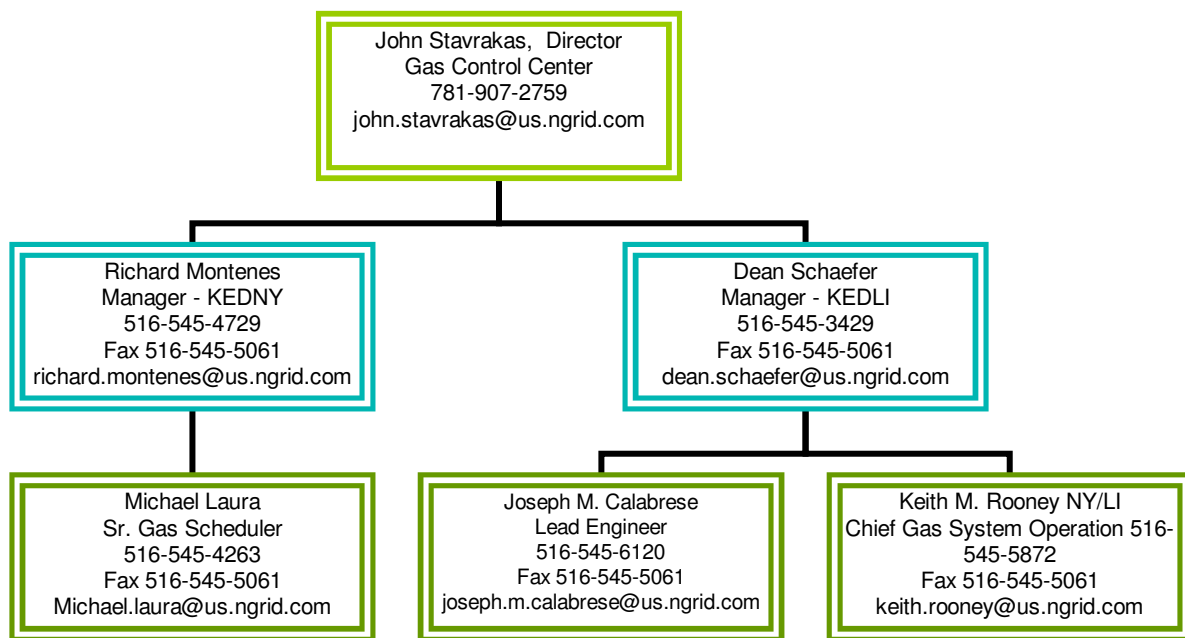 John Stavrakas,  Director
Gas Control Center
781-907-2759
john.stavrakas@us.ngrid.com
Richard Montenes
Manager - KEDNY
516-545-4729
Fax 516-545-5061
richard.montenes@us.ngrid.com
Dean Schaefer
Manager - KEDLI
516-545-3429
Fax 516-545-5061
dean.schaefer@us.ngrid.com
Michael Laura
Sr. Gas Scheduler
516-545-4263
Fax 516-545-5061
Michael.laura@us.ngrid.com
Joseph M. Calabrese
Lead Engineer
516-545-6120
Fax 516-545-5061
joseph.m.calabrese@us.ngrid.com
Keith M. Rooney NY/LI
Chief Gas System Operation 516-
545-5872
Fax 516-545-5061
keith.rooney@us.ngrid.com